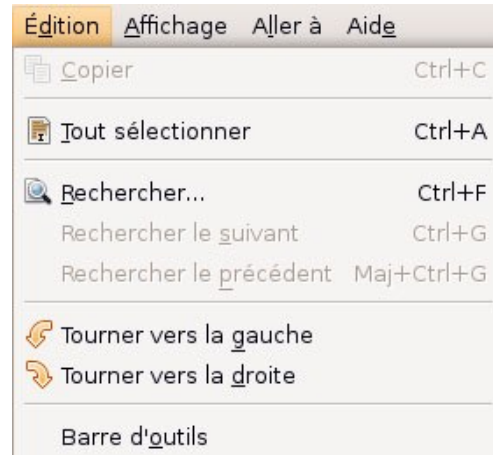 Édition Affichage Aller à Aide
Copier Ctrl+C
Tout sélectionner Ctrl+A
Rechercher... Ctrl+F
Rechercher le suivant Ctrl+G
Rechercher le précédent Maj+Ctrl+G
Tourner vers la gauche
Tourner vers la droite
Barre d'outils